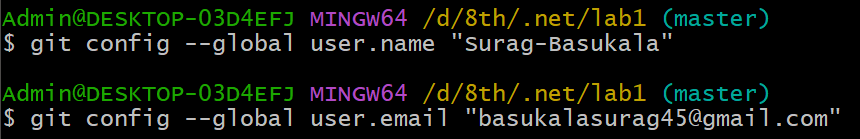 Admin@DESKTOP-03D4EFJ MINGW64 /d/8th/.net/lab1 (master)
$ git config --global user.name "Surag-Basukala"
Admin@DESKTOP-03D4EFJ MINGW64 /d/8th/.net/lab1 (master)
$ git config --global user.email "basukalasurag45@gmail.com"